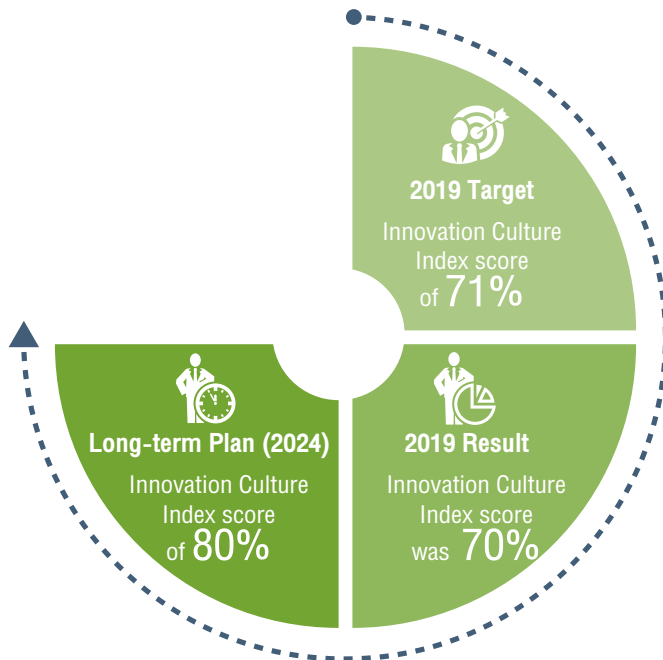 2019 Target
Innovation Culture
Index score
of 71%
2019 Result
Innovation Culture
Index score
was 70%
Long-term Plan (2024)
Innovation Culture
Index score
of 80%